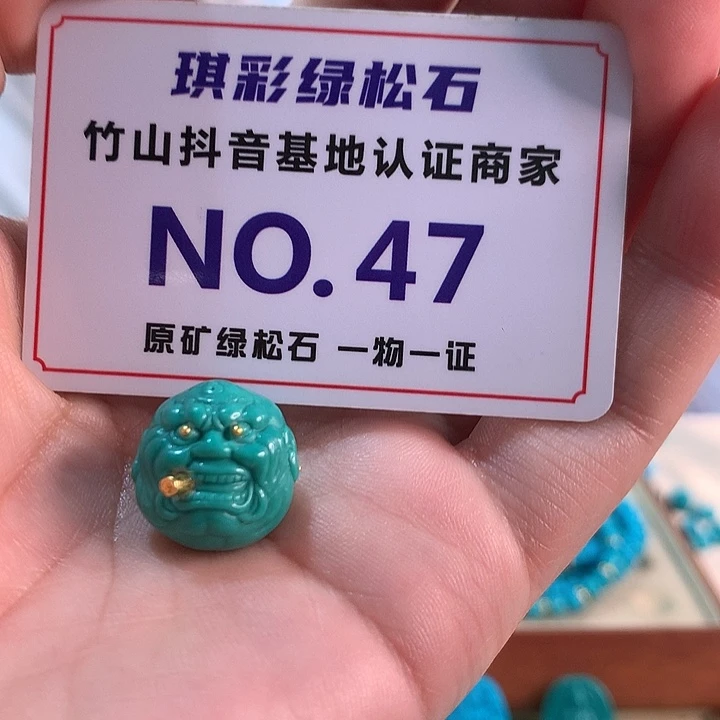 琪彩绿松石
竹山抖音基地认证商家
NO.47
原矿绿松石 一物一证